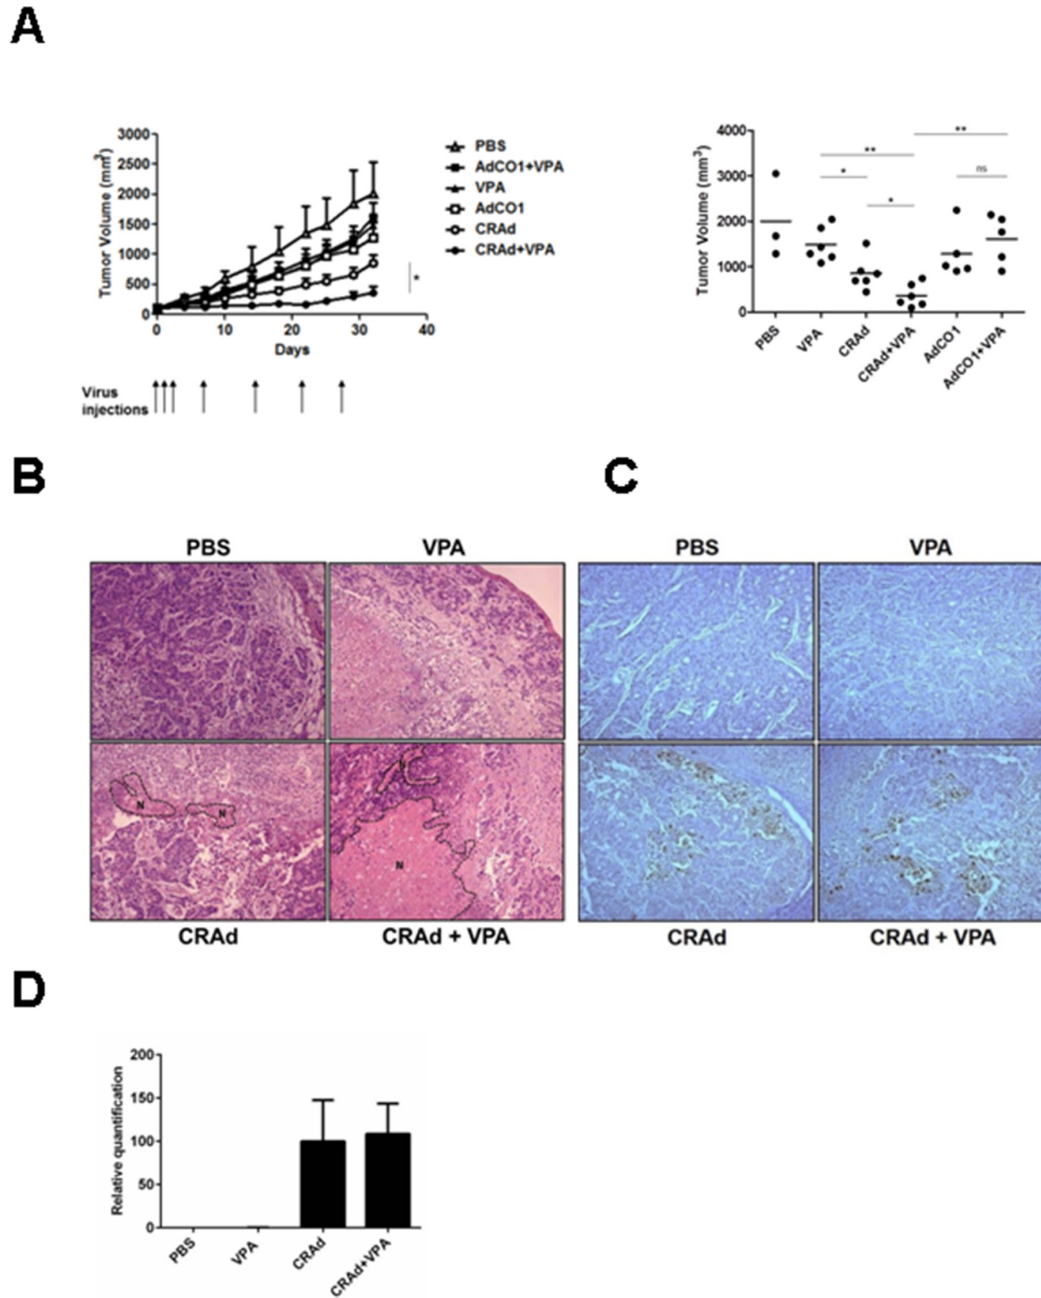 A
3000
2500
2000
1500
1000
500
0
Tumor Volume (mm3)
0 10 20 30 40
Days
PBS
AdCO1+VPA
VPA
AdCO1
CRAd
CRAd+VPA
*
Virus
injections
4000
3000
2000
1000
0
Tumor Volume (mm3)
**
**
*
ns
*
PBS
VPA
CRAd
CRAd+VPA
AdCO1
AdCO1+VPA
B
PBS VPA
N N
N
CRAd CRAd + VPA
C
PBS VPA
CRAd CRAd + VPA
D
200
150
100
50
0
Relative quantification
PBS
VPA
CRAd
CRAd+VPA